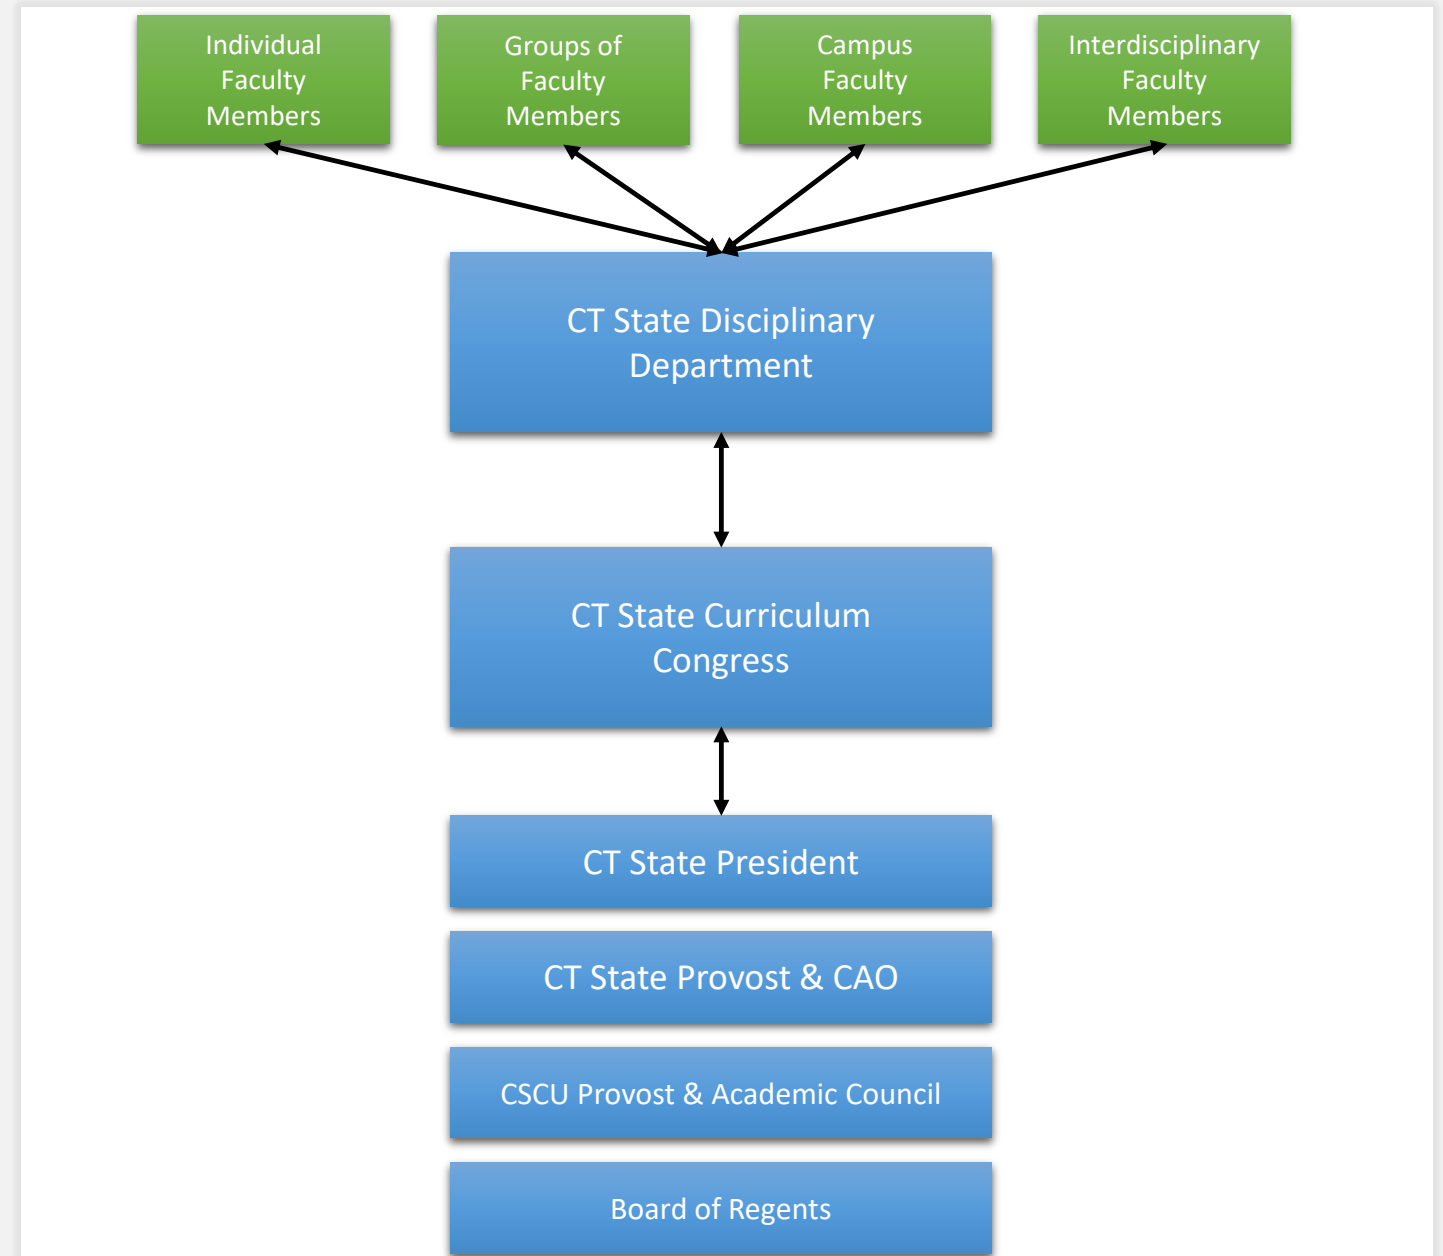 Individual
Faculty
Members
Groups of
Faculty
Members
Campus
Faculty
Members
Interdisciplinary
Faculty
Members
CT State Disciplinary
Department
CT State Curriculum
Congress
CT State President
CT State Provost & CAO
CSCU Provost & Academic Council
Board of Regents